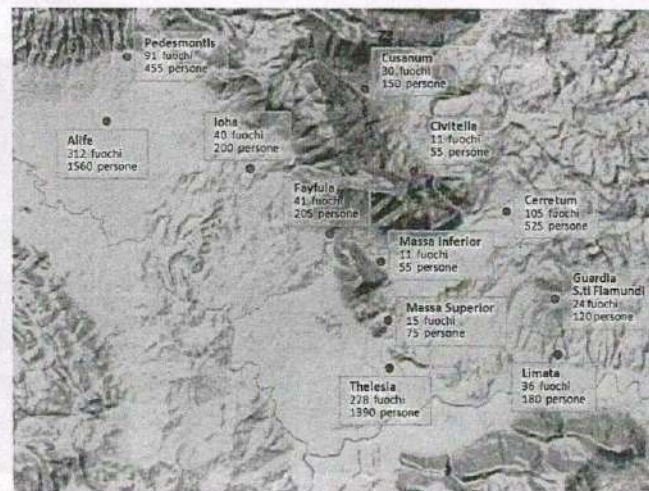 Pedesmontis
91 fuochi
455 persone
Cusanum
30 fuochi
150 persone
Alife
312 fuochi
1560 persone
Ioha
40 fuochi
200 persone
Civitella
11 fuochi
55 persone
Fayfula
41 fuochi
205 persone
Cerretum
105 fuochi
525 persone
Massa Inferior
11 fuochi
55 persone
Guardia
S.ti Flamundi
24 fuochi
120 persone
Massa Superior
15 fuochi
75 persone
Thelesia
278 fuochi
1390 persone
Limata
36 fuochi
180 persone